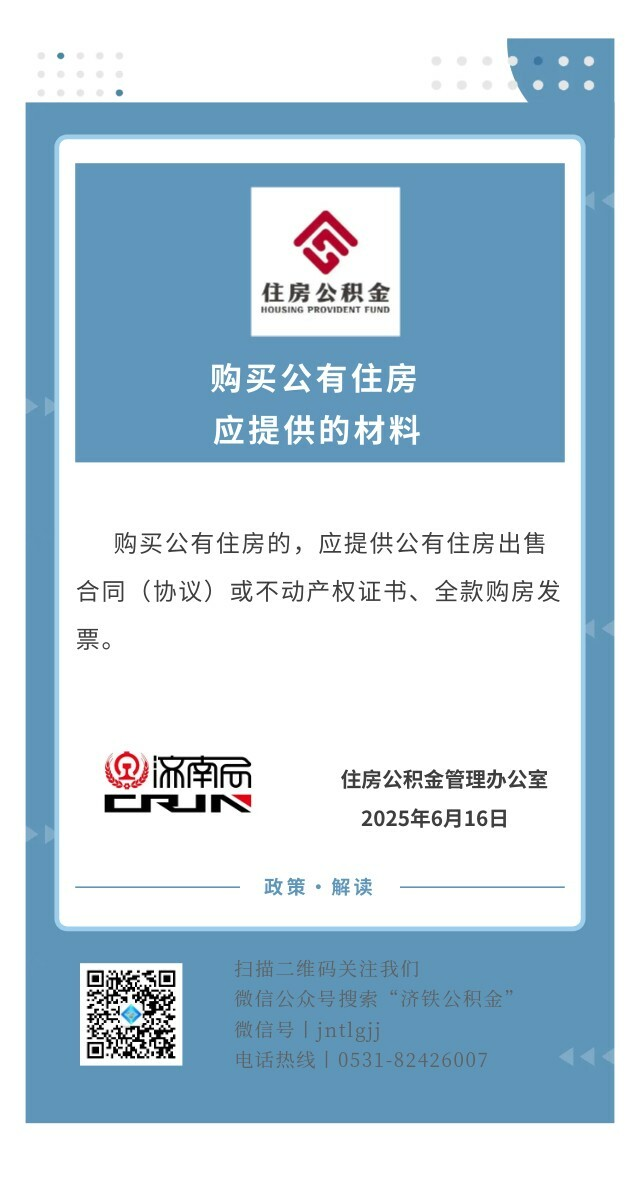 住房公积金
HOUSING PROVIDENT FUND
购买公有住房
应提供的材料
购买公有住房的，应提供公有住房出售
合同（协议）或不动产权证书、全款购房发
票。
济南局
CRJN
住房公积金管理办公室
2025年6月16日
政策·解读
扫描二维码关注我们
微信公众号搜索“济铁公积金”
微信号丨jntlgjj
电话热线丨0531-82426007